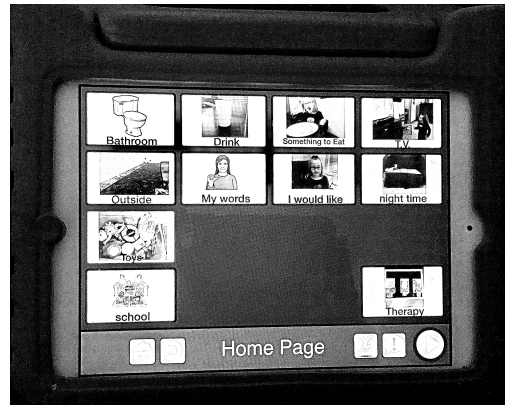 Bathroom
Drink
Something to Eat
T.V.
Outside
My words
I would like
night time
Toys
school
Therapy
Home Page